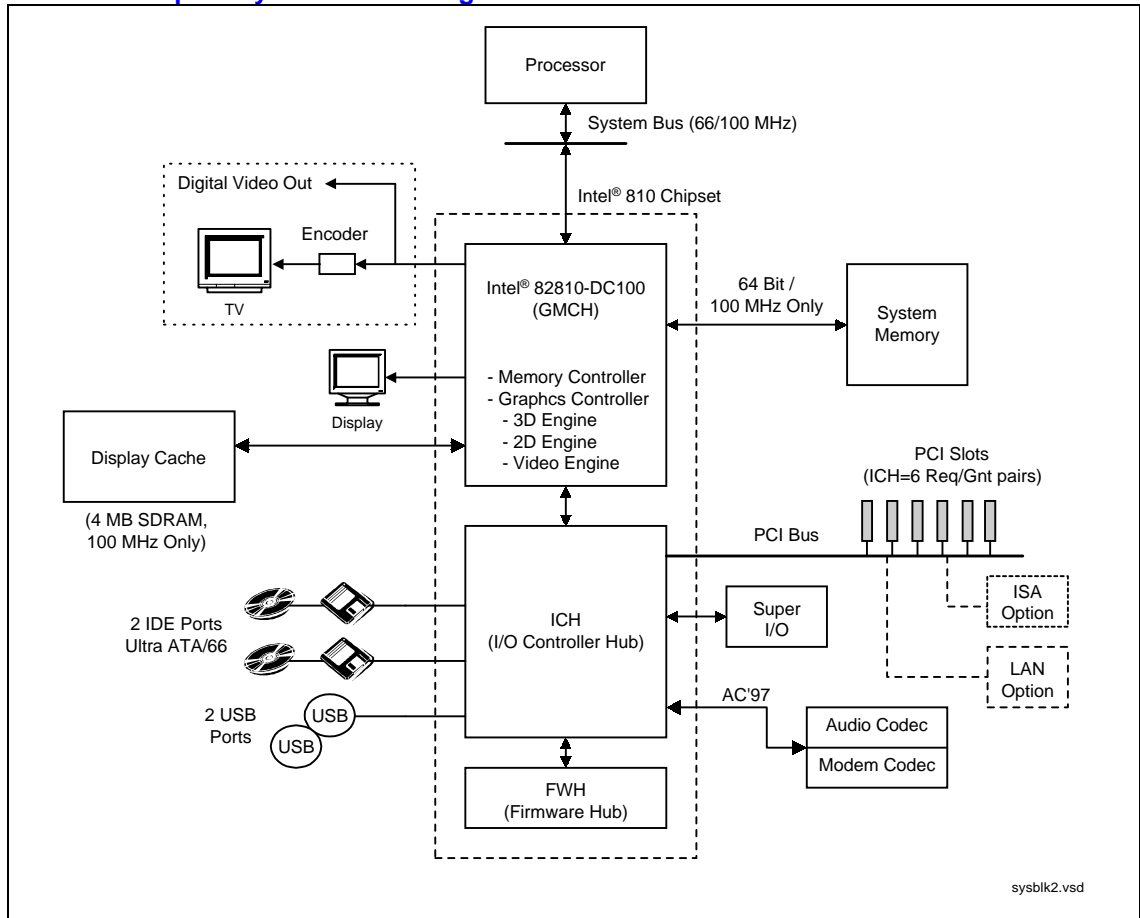 Processor
System Bus (66/100 MHz)
Digital Video Out
Intel® 810 Chipset
Encoder
TV
Intel® 82810-DC100
(GMCH)
- Memory Controller
- Graphcs Controller
- 3D Engine
- 2D Engine
- Video Engine
64 Bit /
100 MHz Only
System
Memory
Display
Display Cache
(4 MB SDRAM,
100 MHz Only)
PCI Slots
(ICH=6 Req/Gnt pairs)
PCI Bus
2 IDE Ports
Ultra ATA/66
ICH
(I/O Controller Hub)
Super
I/O
ISA
Option
LAN
Option
2 USB
Ports
USB
USB
AC'97
Audio Codec
Modem Codec
FWH
(Firmware Hub)
sysblk2.vsd